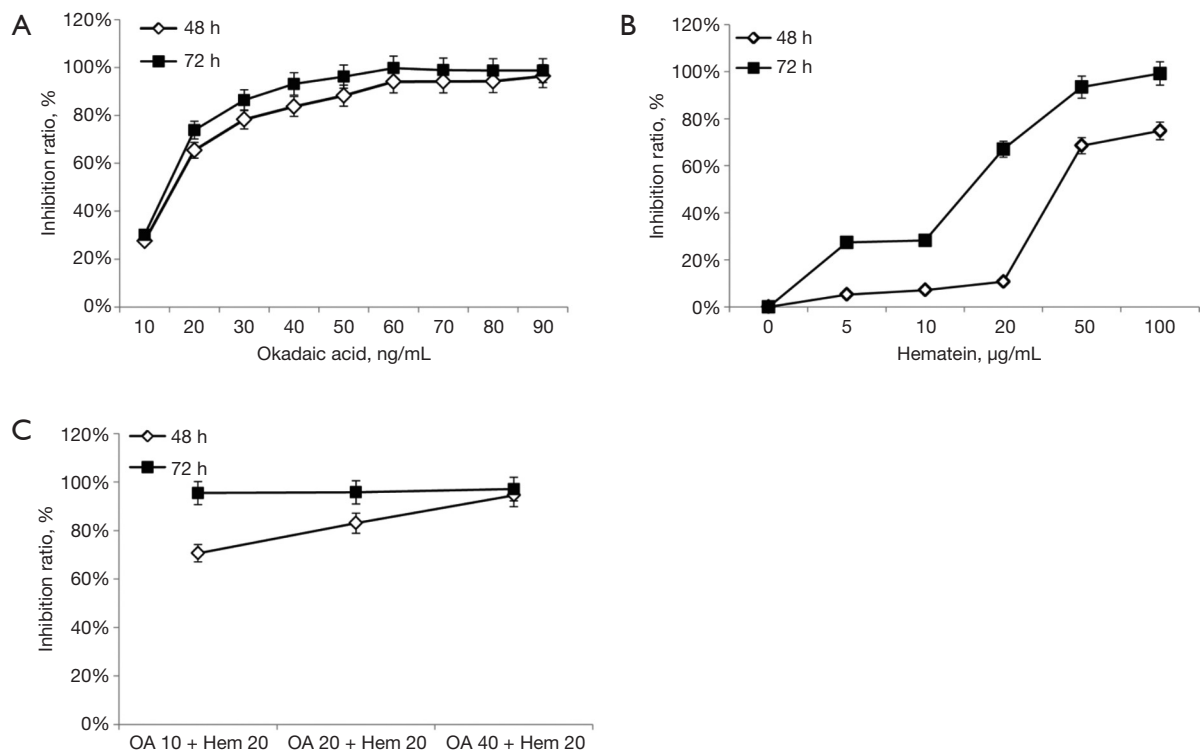 A
120%
100%
80%
60%
40%
20%
0%
Inhibition ratio, %
48 h
72 h
10 20 30 40 50 60 70 80 90
Okadaic acid, ng/mL
B
120%
100%
80%
60%
40%
20%
0%
Inhibition ratio, %
48 h
72 h
0 5 10 20 50 100
Hematein, µg/mL
C
120%
100%
80%
60%
40%
20%
0%
Inhibition ratio, %
48 h
72 h
OA 10 + Hem 20 OA 20 + Hem 20 OA 40 + Hem 20